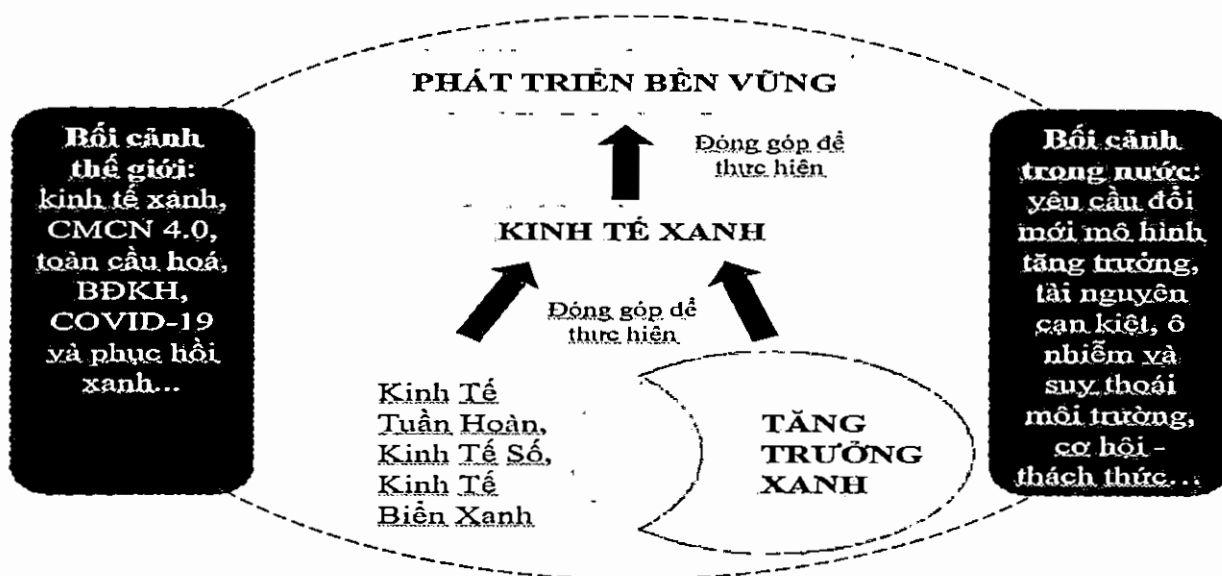 PHÁT TRIỂN BỀN VỮNG
Đóng góp để
thực hiện
KINH TẾ XANH
Đóng góp để
thực hiện
Bối cảnh
thế giới:
kinh tế xanh,
CMCN 4.0,
toàn cầu hoá,
BĐKH,
COVID-19
và phục hồi
xanh...
Kinh Tế
Tuần Hoàn,
Kinh Tế Số,
Kinh Tế
Biển Xanh
TĂNG
TRƯỞNG
XANH
Bối cảnh
trong nước:
yêu cầu đổi
mới mô hình
tăng trưởng,
tài nguyên
cạn kiệt, ô
nhiễm và
suy thoái
môi trường,
cơ hội -
thách thức...